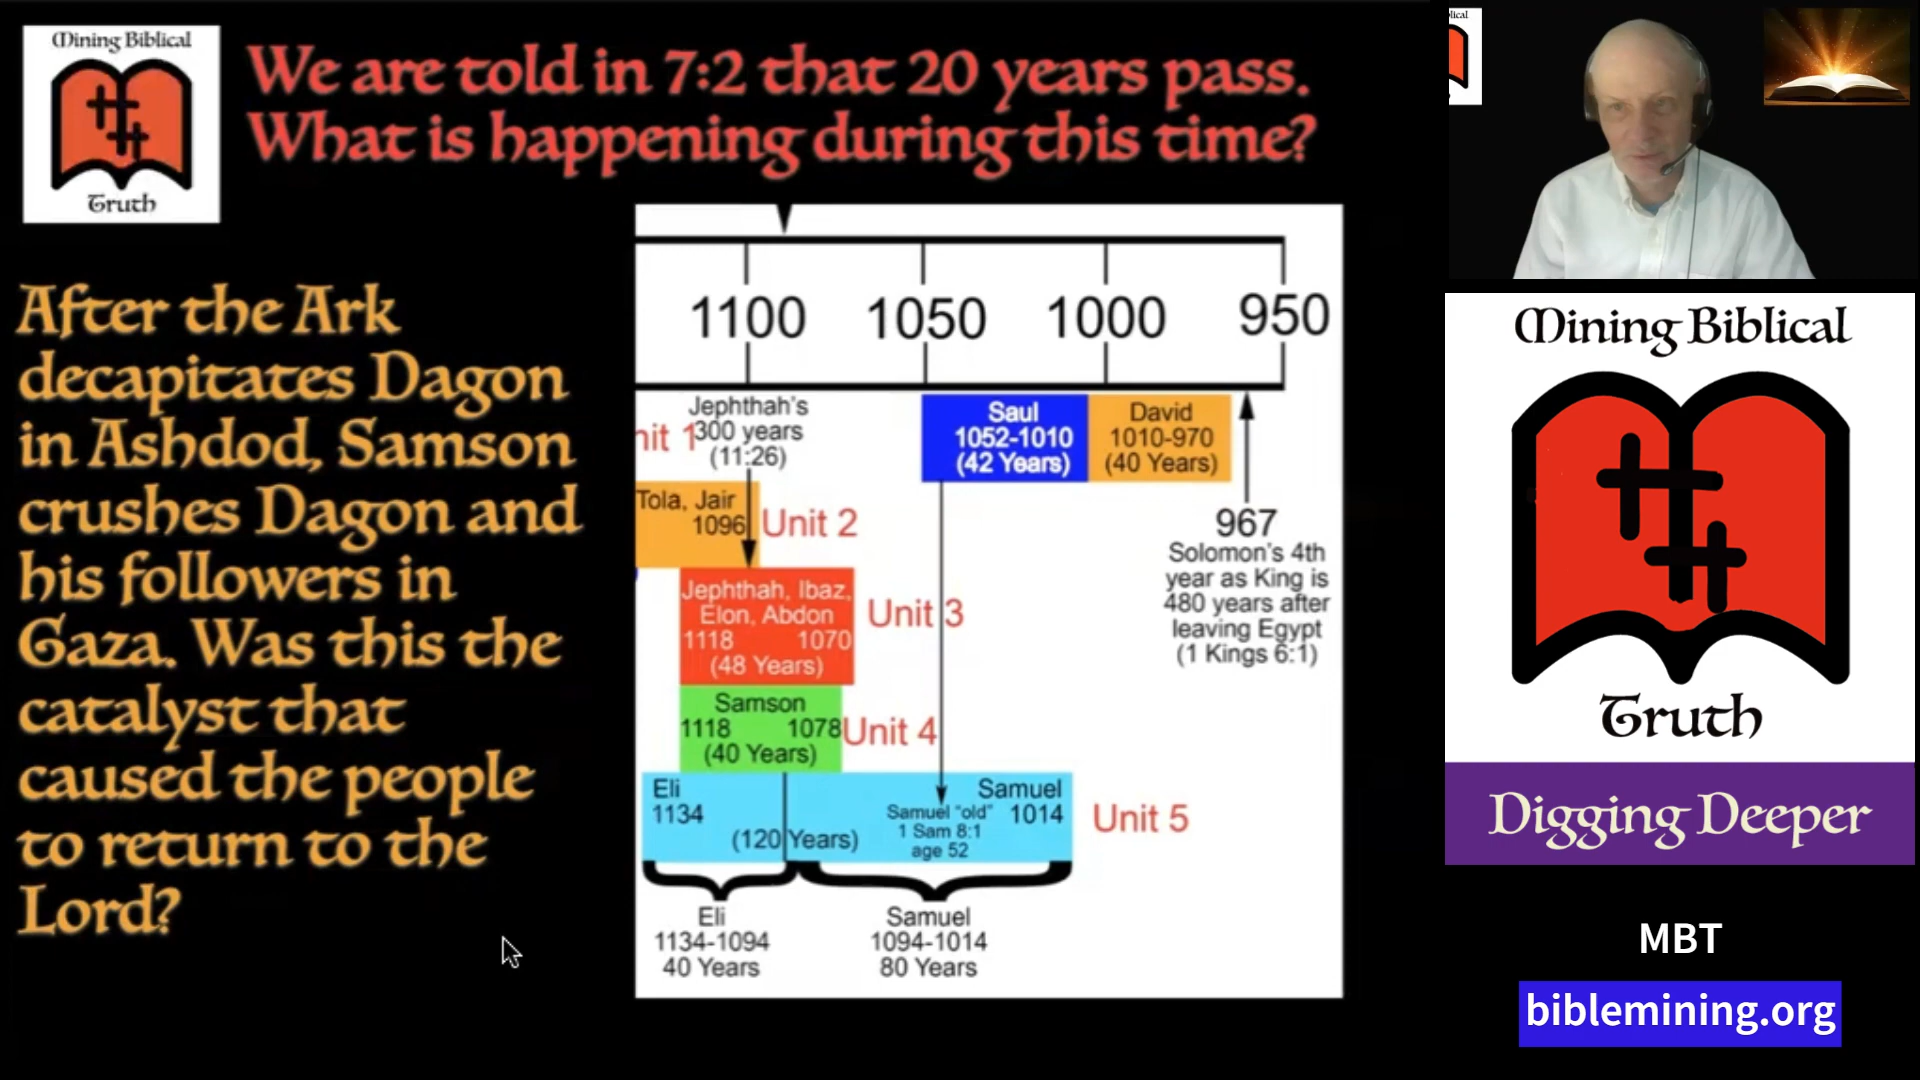 Mining Biblical
Truth
We are told in 7:2 that 20 years pass.
What is happening during this time?
After the Ark
decapitates Dagon
in Ashdod, Samson
crushes Dagon and
his followers in
Gaza. Was this the
catalyst that
caused the people
to return to the
Lord?
1100 1050 1000 950
Jephthah's
300 years
(11:26)
nit 1
Saul
1052-1010
(42 Years)
David
1010-970
(40 Years)
Tola, Jair
1096
Unit 2
967
Solomon's 4th
year as King is
480 years after
leaving Egypt
(1 Kings 6:1)
Jephthah, Ibaz,
Elon, Abdon
1118 1070
(48 Years)
Unit 3
Samson
1118 1078
(40 Years)
Unit 4
Eli
1134
(120 Years)
Samuel "old"
1 Sam 8:1
age 52
Samuel
1014
Unit 5
Eli
1134-1094
40 Years
Samuel
1094-1014
80 Years
lical
Mining Biblical
Truth
Digging Deeper
MBT
biblemining.org